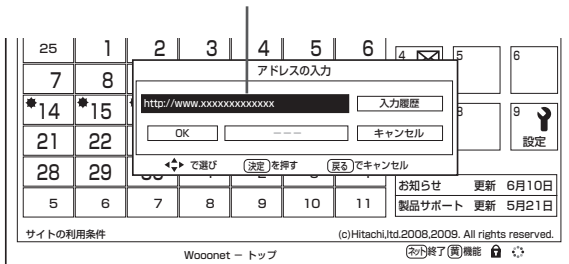 25 1 2 3 4 5 6 4 5 6
アドレスの入力
7 8
http://www.xxxxxxxxxxxxx 入力履歴
14 15 9
OK --- キャンセル
21 22 設定
で選び 決定を押す 戻るでキャンセル
28 29
お知らせ 更新 6月10日
5 6 7 8 9 10 11 製品サポート 更新 5月21日
サイトの利用条件 (c)Hitachi,ltd.2008,2009. All rights reserved.
Wooonet − トップ ネット終了 黄機能